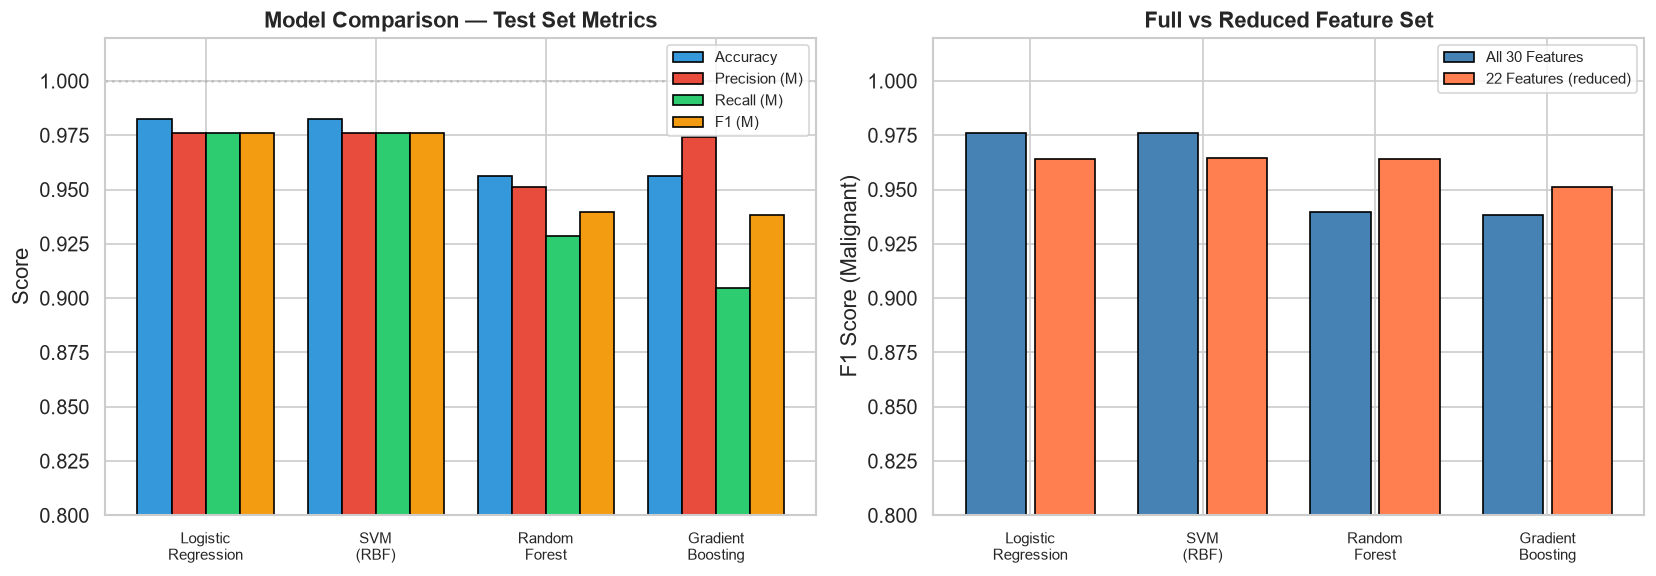 Model Comparison — Test Set Metrics
Accuracy
Precision (M)
Recall (M)
F1 (M)
Score
1.000
0.975
0.950
0.925
0.900
0.875
0.850
0.825
0.800
Logistic
Regression
SVM
(RBF)
Random
Forest
Gradient
Boosting
Full vs Reduced Feature Set
All 30 Features
22 Features (reduced)
F1 Score (Malignant)
1.000
0.975
0.950
0.925
0.900
0.875
0.850
0.825
0.800
Logistic
Regression
SVM
(RBF)
Random
Forest
Gradient
Boosting